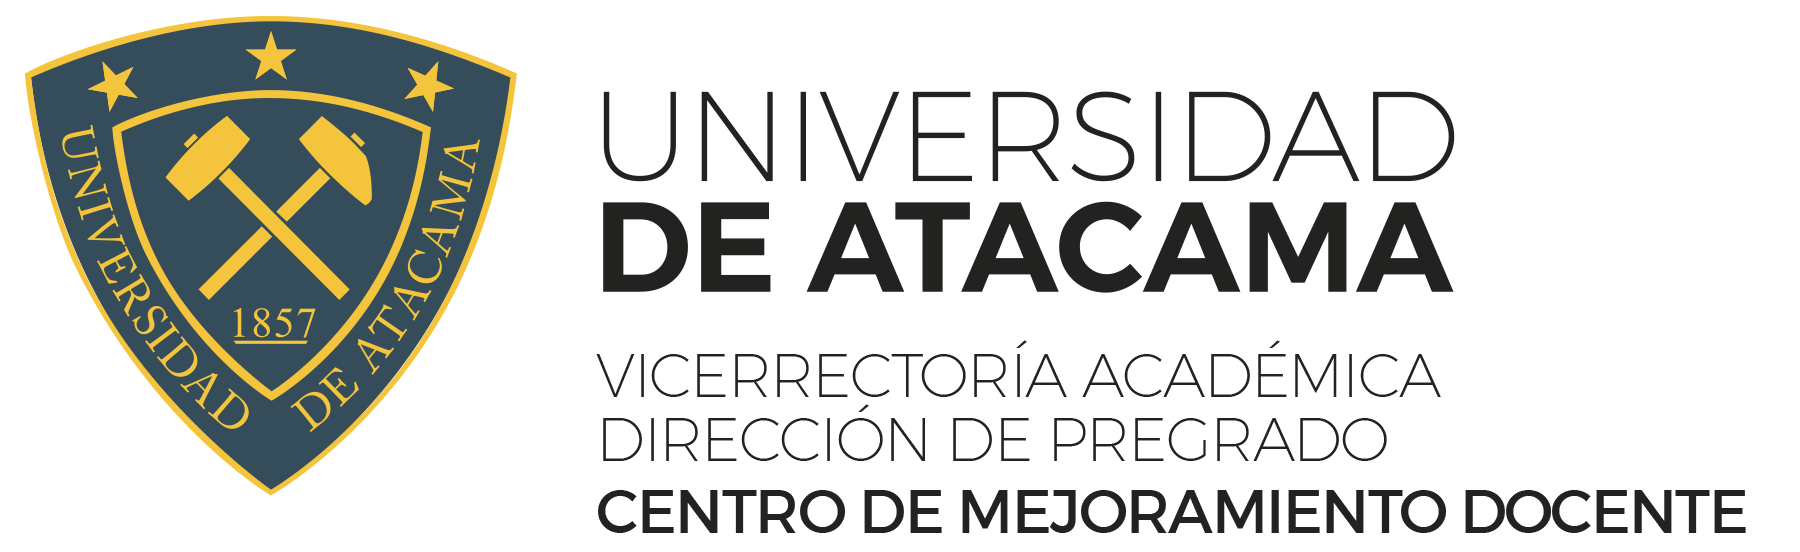 UNIVERSIDAD DE ATACAMA
1857
UNIVERSIDAD
DE ATACAMA
VICERRECTORÍA ACADÉMICA
DIRECCIÓN DE PREGRADO
CENTRO DE MEJORAMIENTO DOCENTE